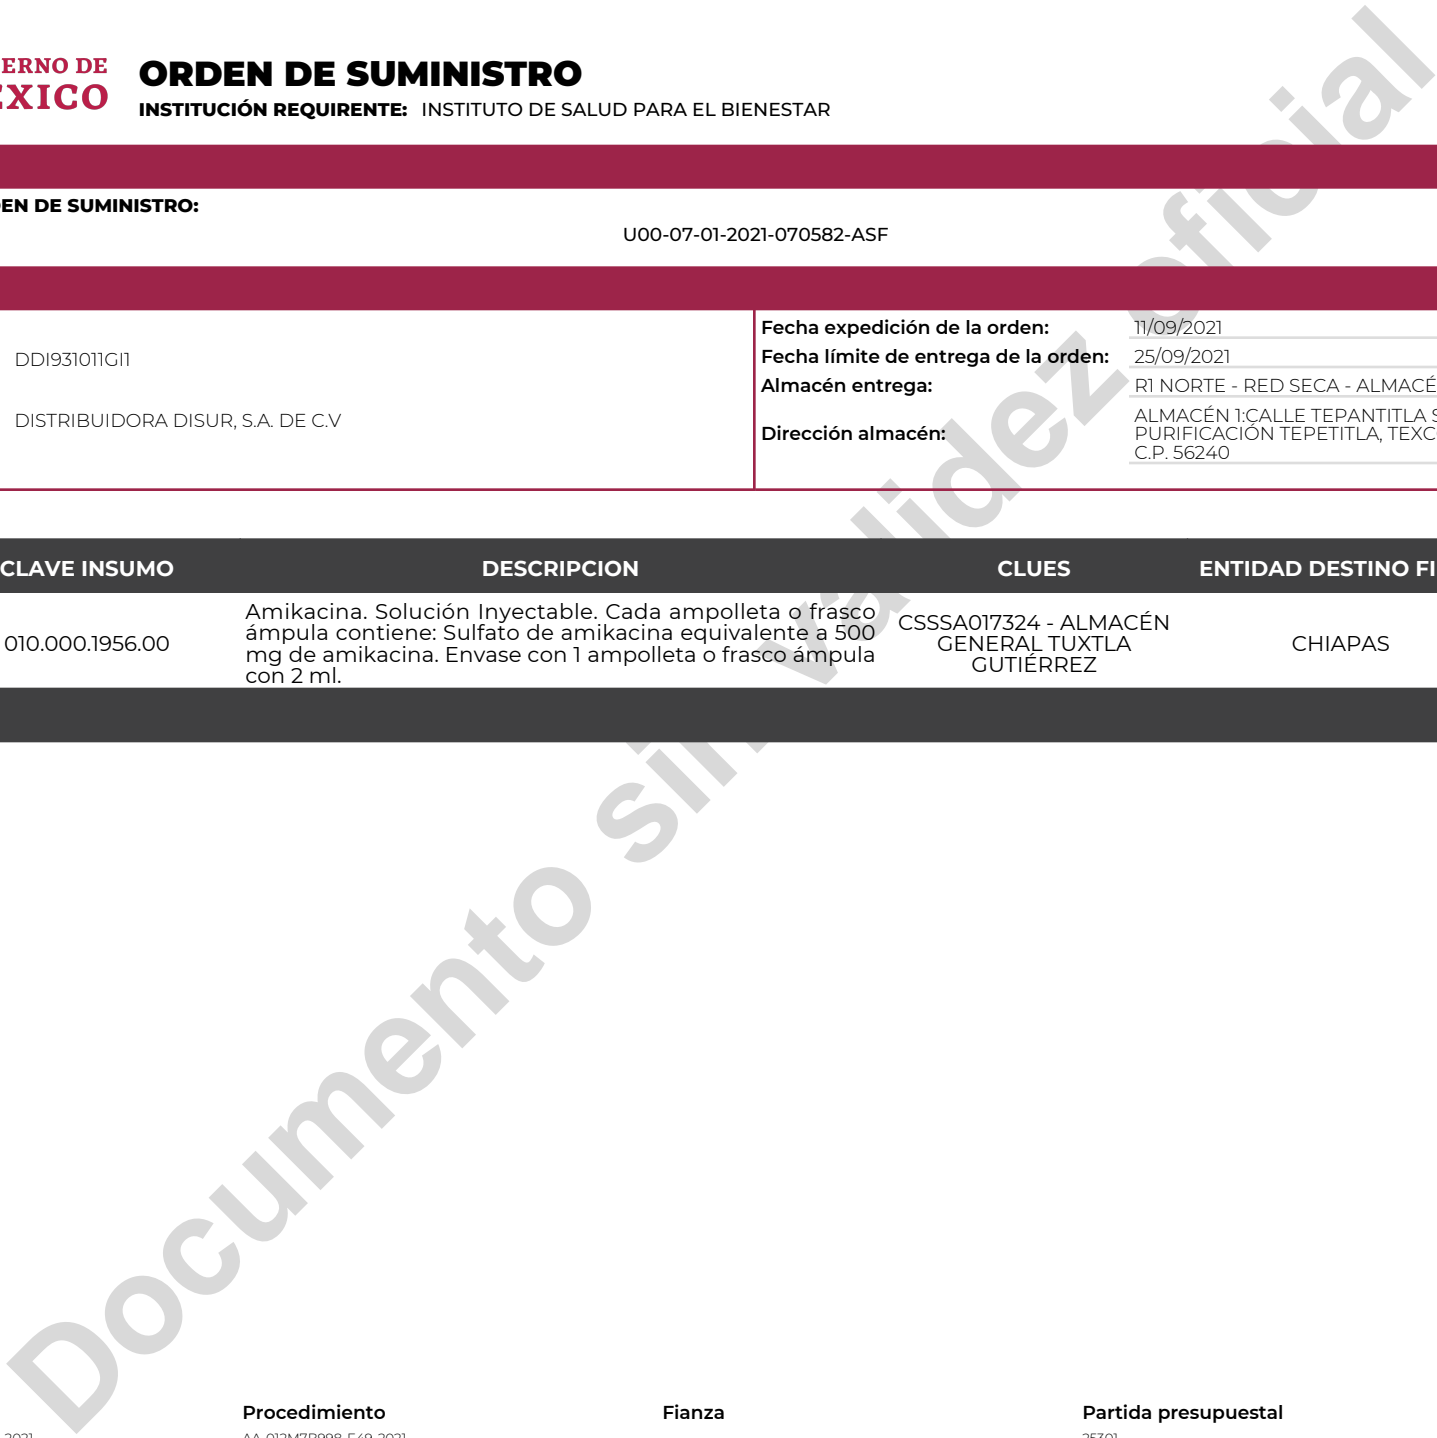 ERNO DE
EXICO
ORDEN DE SUMINISTRO
INSTITUCIÓN REQUIRENTE: INSTITUTO DE SALUD PARA EL BIENESTAR
EN DE SUMINISTRO:
U00-07-01-2021-070582-ASF
DDI931011GI1
DISTRIBUIDORA DISUR, S.A. DE C.V
Fecha expedición de la orden: 11/09/2021
Fecha límite de entrega de la orden: 25/09/2021
Almacén entrega: R1 NORTE - RED SECA - ALMACÉ
Dirección almacén: ALMACÉN 1:CALLE TEPANTITLA S
PURIFICACIÓN TEPETITLA, TEXC
C.P. 56240
CLAVE INSUMO DESCRIPCION CLUES ENTIDAD DESTINO FI
010.000.1956.00
Amikacina. Solución Inyectable. Cada ampolleta o frasco
ámpula contiene: Sulfato de amikacina equivalente a 500
mg de amikacina. Envase con 1 ampolleta o frasco ámpula
con 2 ml.
CSSSA017324 - ALMACÉN
GENERAL TUXTLA
GUTIÉRREZ
CHIAPAS
Documento sin validez oficial
Procedimiento Fianza Partida presupuestal